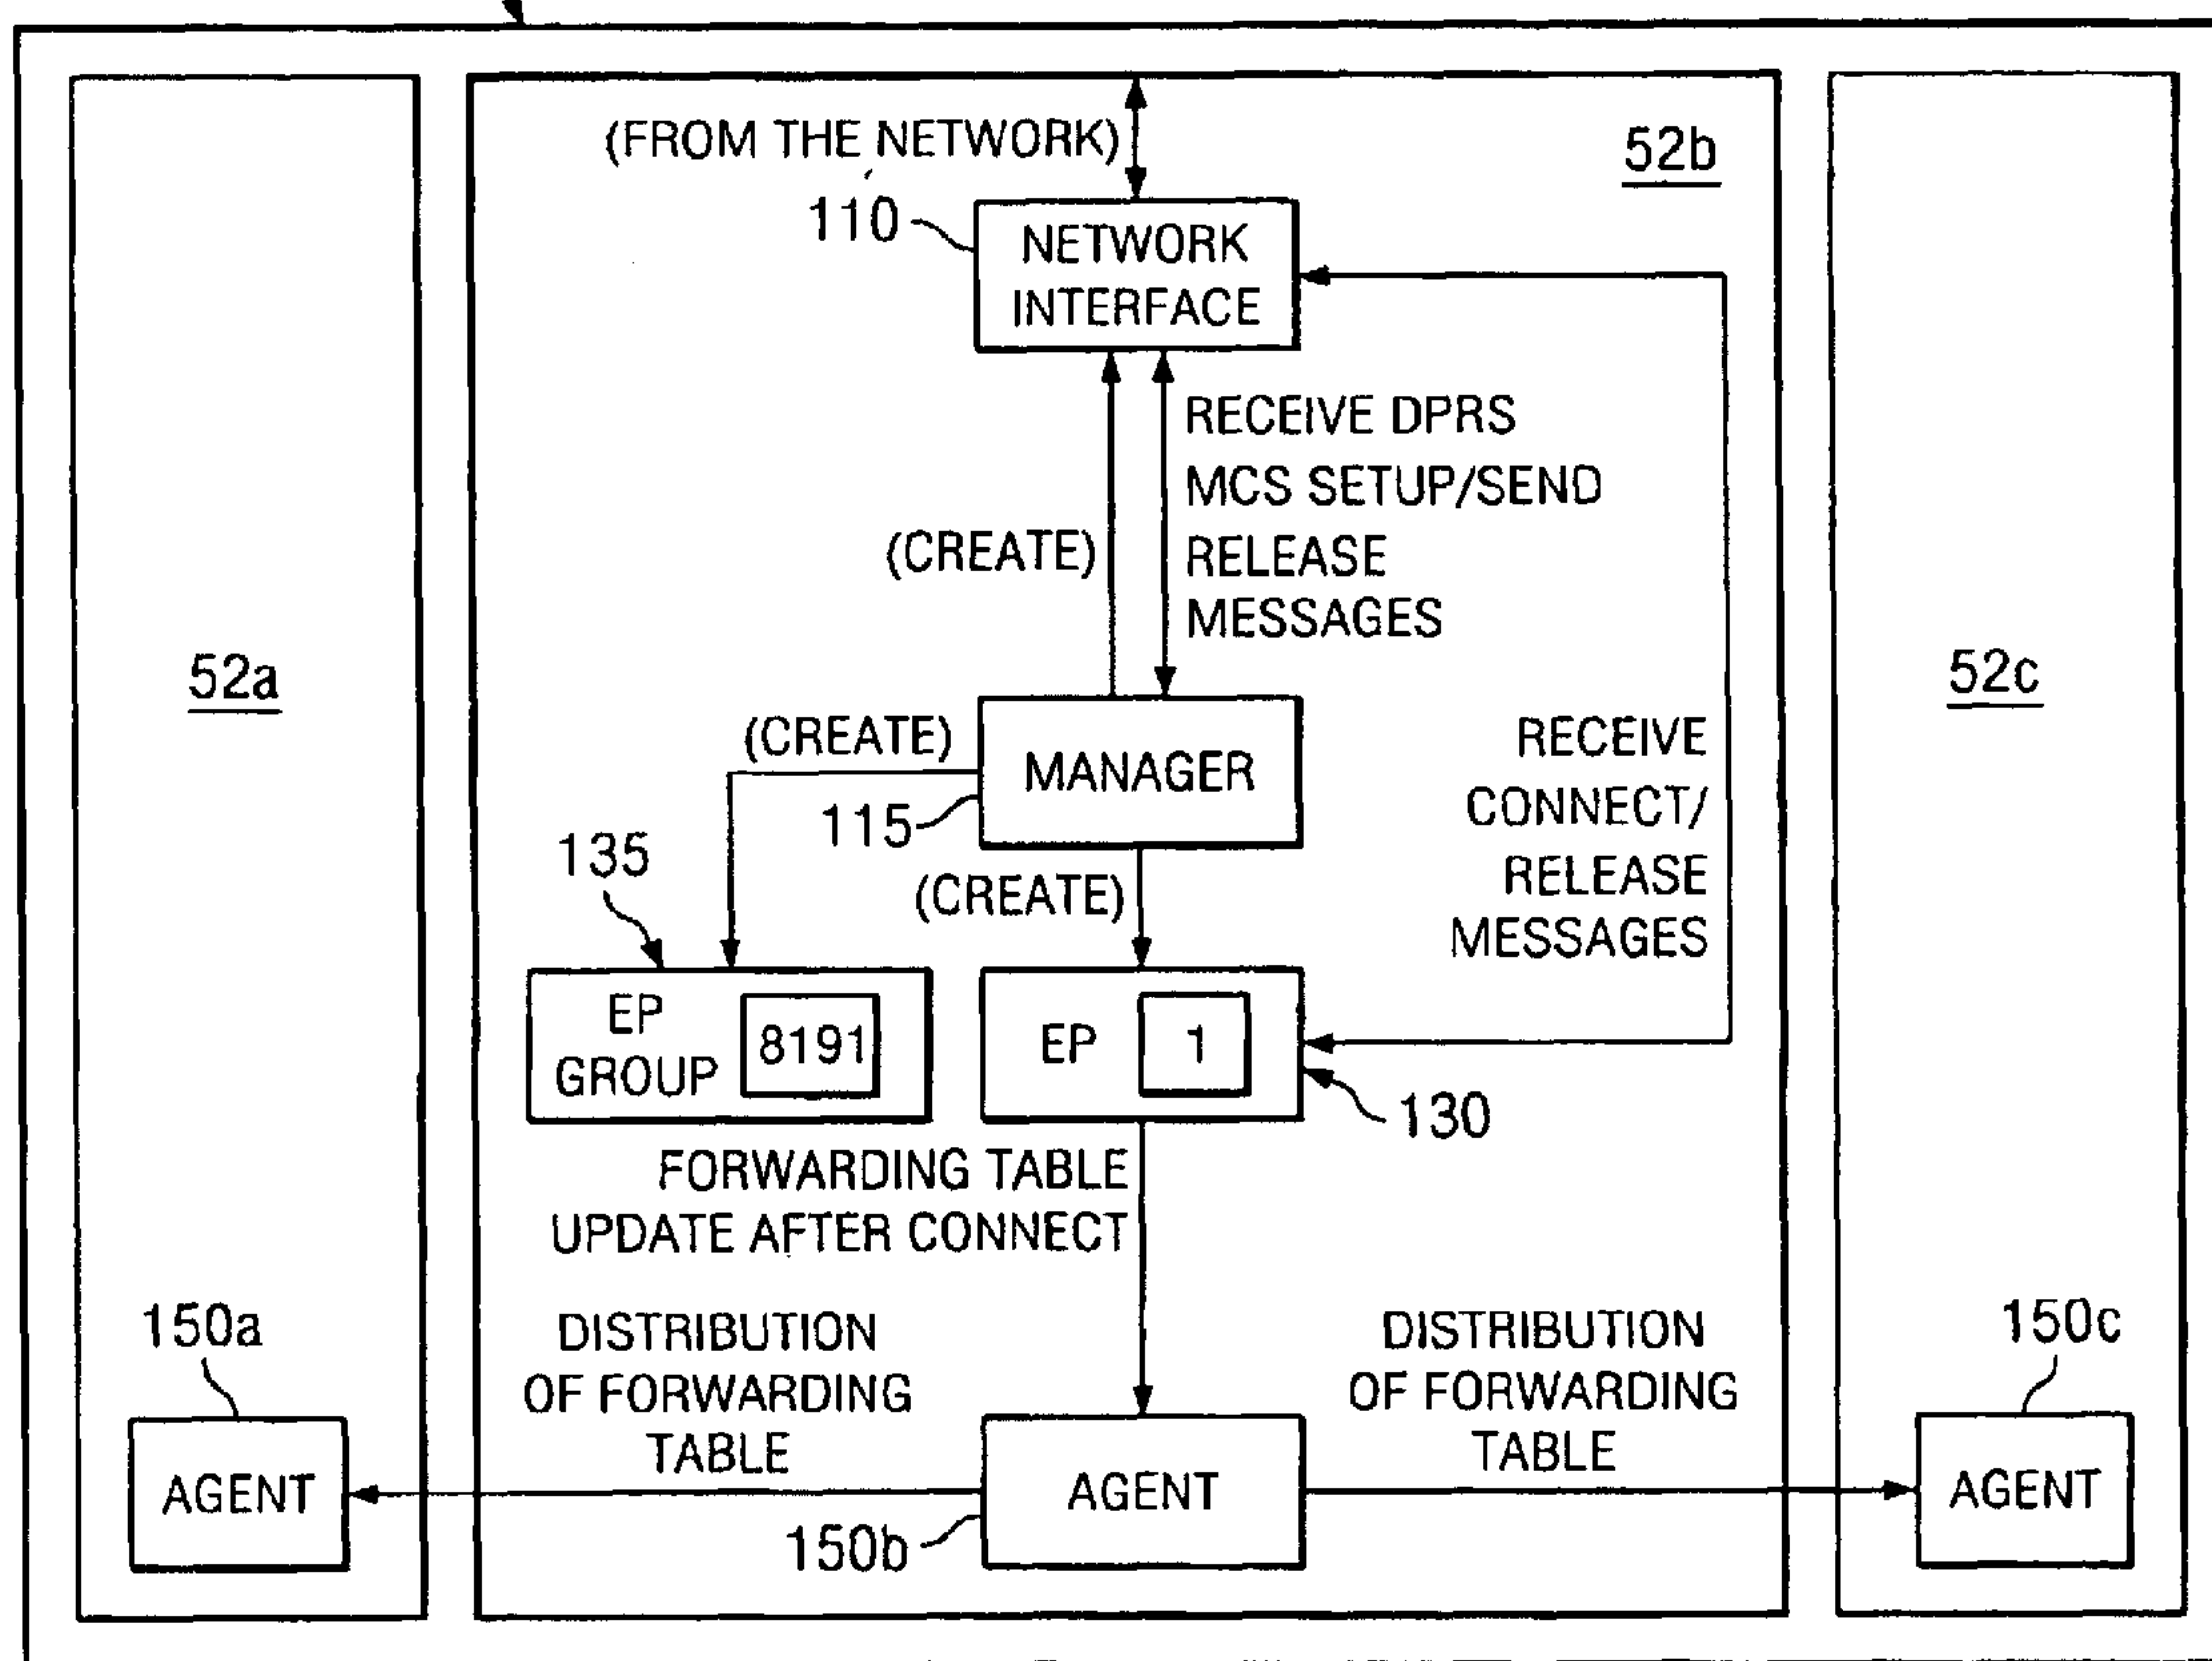 (FROM THE NETWORK)
52b
110
NETWORK
INTERFACE
(CREATE)
RECEIVE DPRS
MCS SETUP/SEND
RELEASE
MESSAGES
52a
52c
(CREATE)
MANAGER
115
RECEIVE
CONNECT/
RELEASE
MESSAGES
135
(CREATE)
EP
GROUP
8191
EP
1
130
FORWARDING TABLE
UPDATE AFTER CONNECT
150a
DISTRIBUTION
OF FORWARDING
TABLE
DISTRIBUTION
OF FORWARDING
TABLE
150c
AGENT
AGENT
150b
AGENT